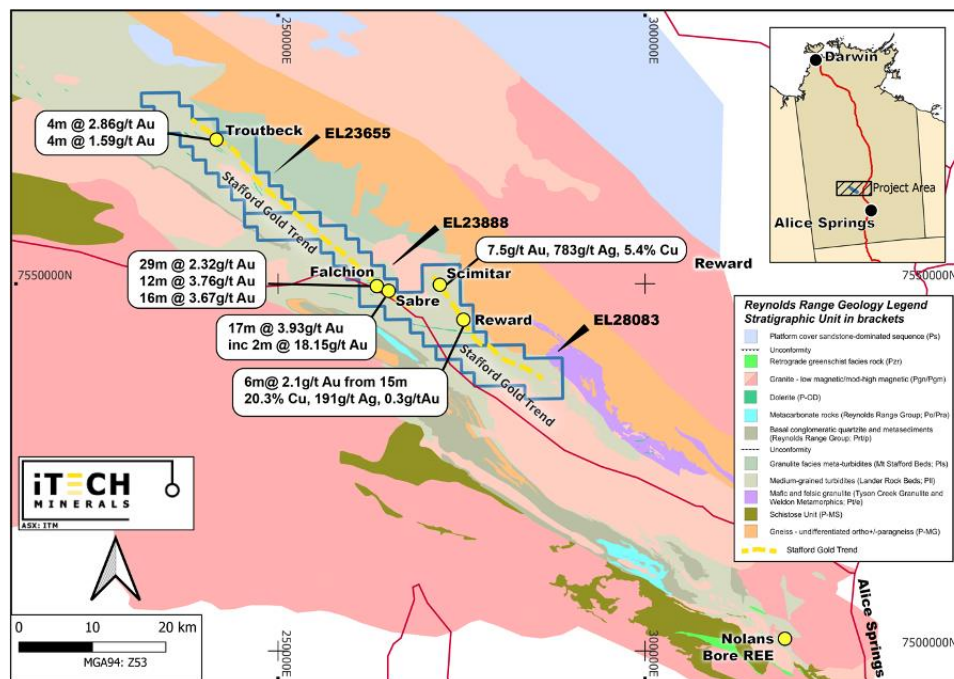 250000E
300000E
Darwin
Project Area
Alice Springs
4m @ 2.86g/t Au
4m @ 1.59g/t Au
Troutbeck
EL23655
Stafford Gold Trend
EL23888
7.5g/t Au, 783g/t Ag, 5.4% Cu
Reward
7550000N
7550000N
29m @ 2.32g/t Au
12m @ 3.76g/t Au
16m @ 3.67g/t Au
Falchion
Scimitar
Sabre
Reward
EL28083
17m @ 3.93g/t Au
inc 2m @ 18.15g/t Au
Stafford Gold Trend
6m@ 2.1g/t Au from 15m
20.3% Cu, 191g/t Ag, 0.3g/tAu
Reynolds Range Geology Legend
Stratigraphic Unit in brackets
Platform cover sandstone-dominated sequence (Ps)
Unconformity
Retrograde greenschist facies rock (Pzr)
Granite - low magnetic/mod-high magnetic (Pgn/Pgm)
Dolerite (P-OD)
Metacarbonate rocks (Reynolds Range Group; Po/Pra)
Basal conglomeratic quartzite and metasediments
(Reynolds Range Group; Prt/p)
Unconformity
Granulite facies meta-turbidites (Mt Stafford Beds; Pls)
Medium-grained turbidites (Lander Rock Beds; Pll)
Mafic and felsic granulite (Tyson Creek Granulite and
Weldon Metamorphics; Pt/e)
Schistose Unit (P-MS)
Gneiss - undifferentiated ortho+/-paragneiss (P-MG)
Stafford Gold Trend
iTECH
MINERALS
ASX: ITM
0 10 20 km
MGA94: Z53
250000E
300000E
Nolans
Bore REE
Alice Springs
7500000N